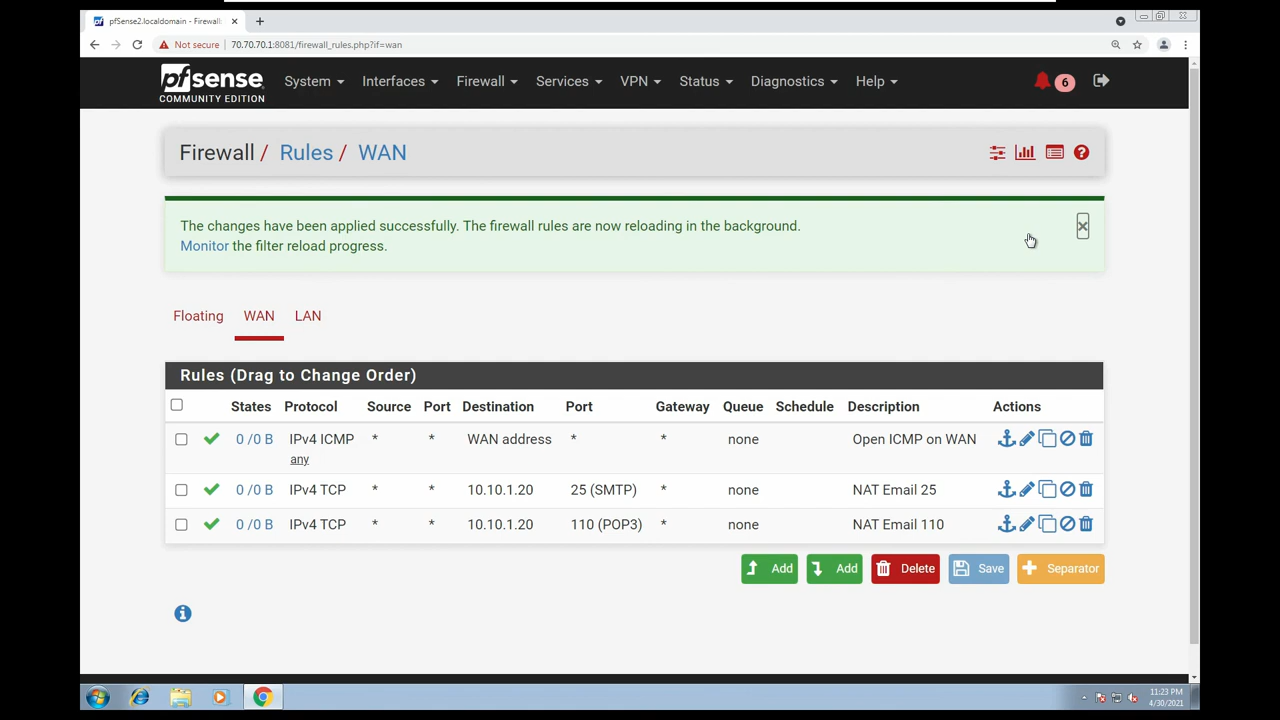 pfSense2.localdomain - Firewall:
Not secure | 70.70.70.1:8081/firewall_rules.php?if=wan
pfsense
COMMUNITY EDITION
System Interfaces Firewall Services VPN Status Diagnostics Help 6
Firewall / Rules / WAN
The changes have been applied successfully. The firewall rules are now reloading in the background.
Monitor the filter reload progress.
Floating WAN LAN
Rules (Drag to Change Order)
States Protocol Source Port Destination Port Gateway Queue Schedule Description Actions
0 /0 B IPv4 ICMP * * WAN address * * none Open ICMP on WAN
any
0 /0 B IPv4 TCP * * 10.10.1.20 25 (SMTP) * none NAT Email 25
0 /0 B IPv4 TCP * * 10.10.1.20 110 (POP3) * none NAT Email 110
Add Add Delete Save Separator
11:23 PM
4/30/2021